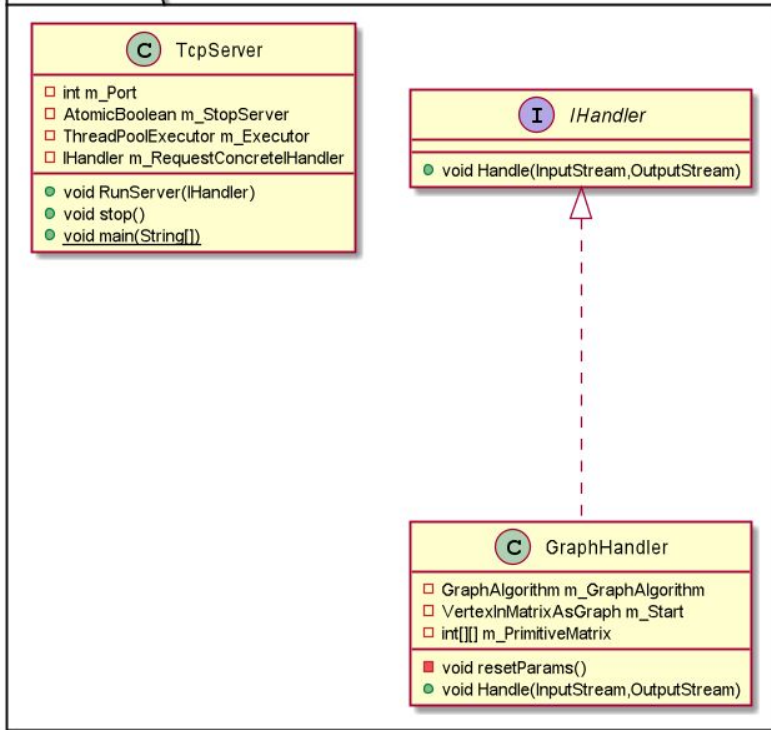 C TcpServer
int m_Port
AtomicBoolean m_StopServer
ThreadPoolExecutor m_Executor
IHandler m_RequestConcreteIHandler
void RunServer(IHandler)
void stop()
void main(String[])
I IHandler
void Handle(InputStream,OutputStream)
C GraphHandler
GraphAlgorithm m_GraphAlgorithm
VertexInMatrixAsGraph m_Start
int[][] m_PrimitiveMatrix
void resetParams()
void Handle(InputStream,OutputStream)